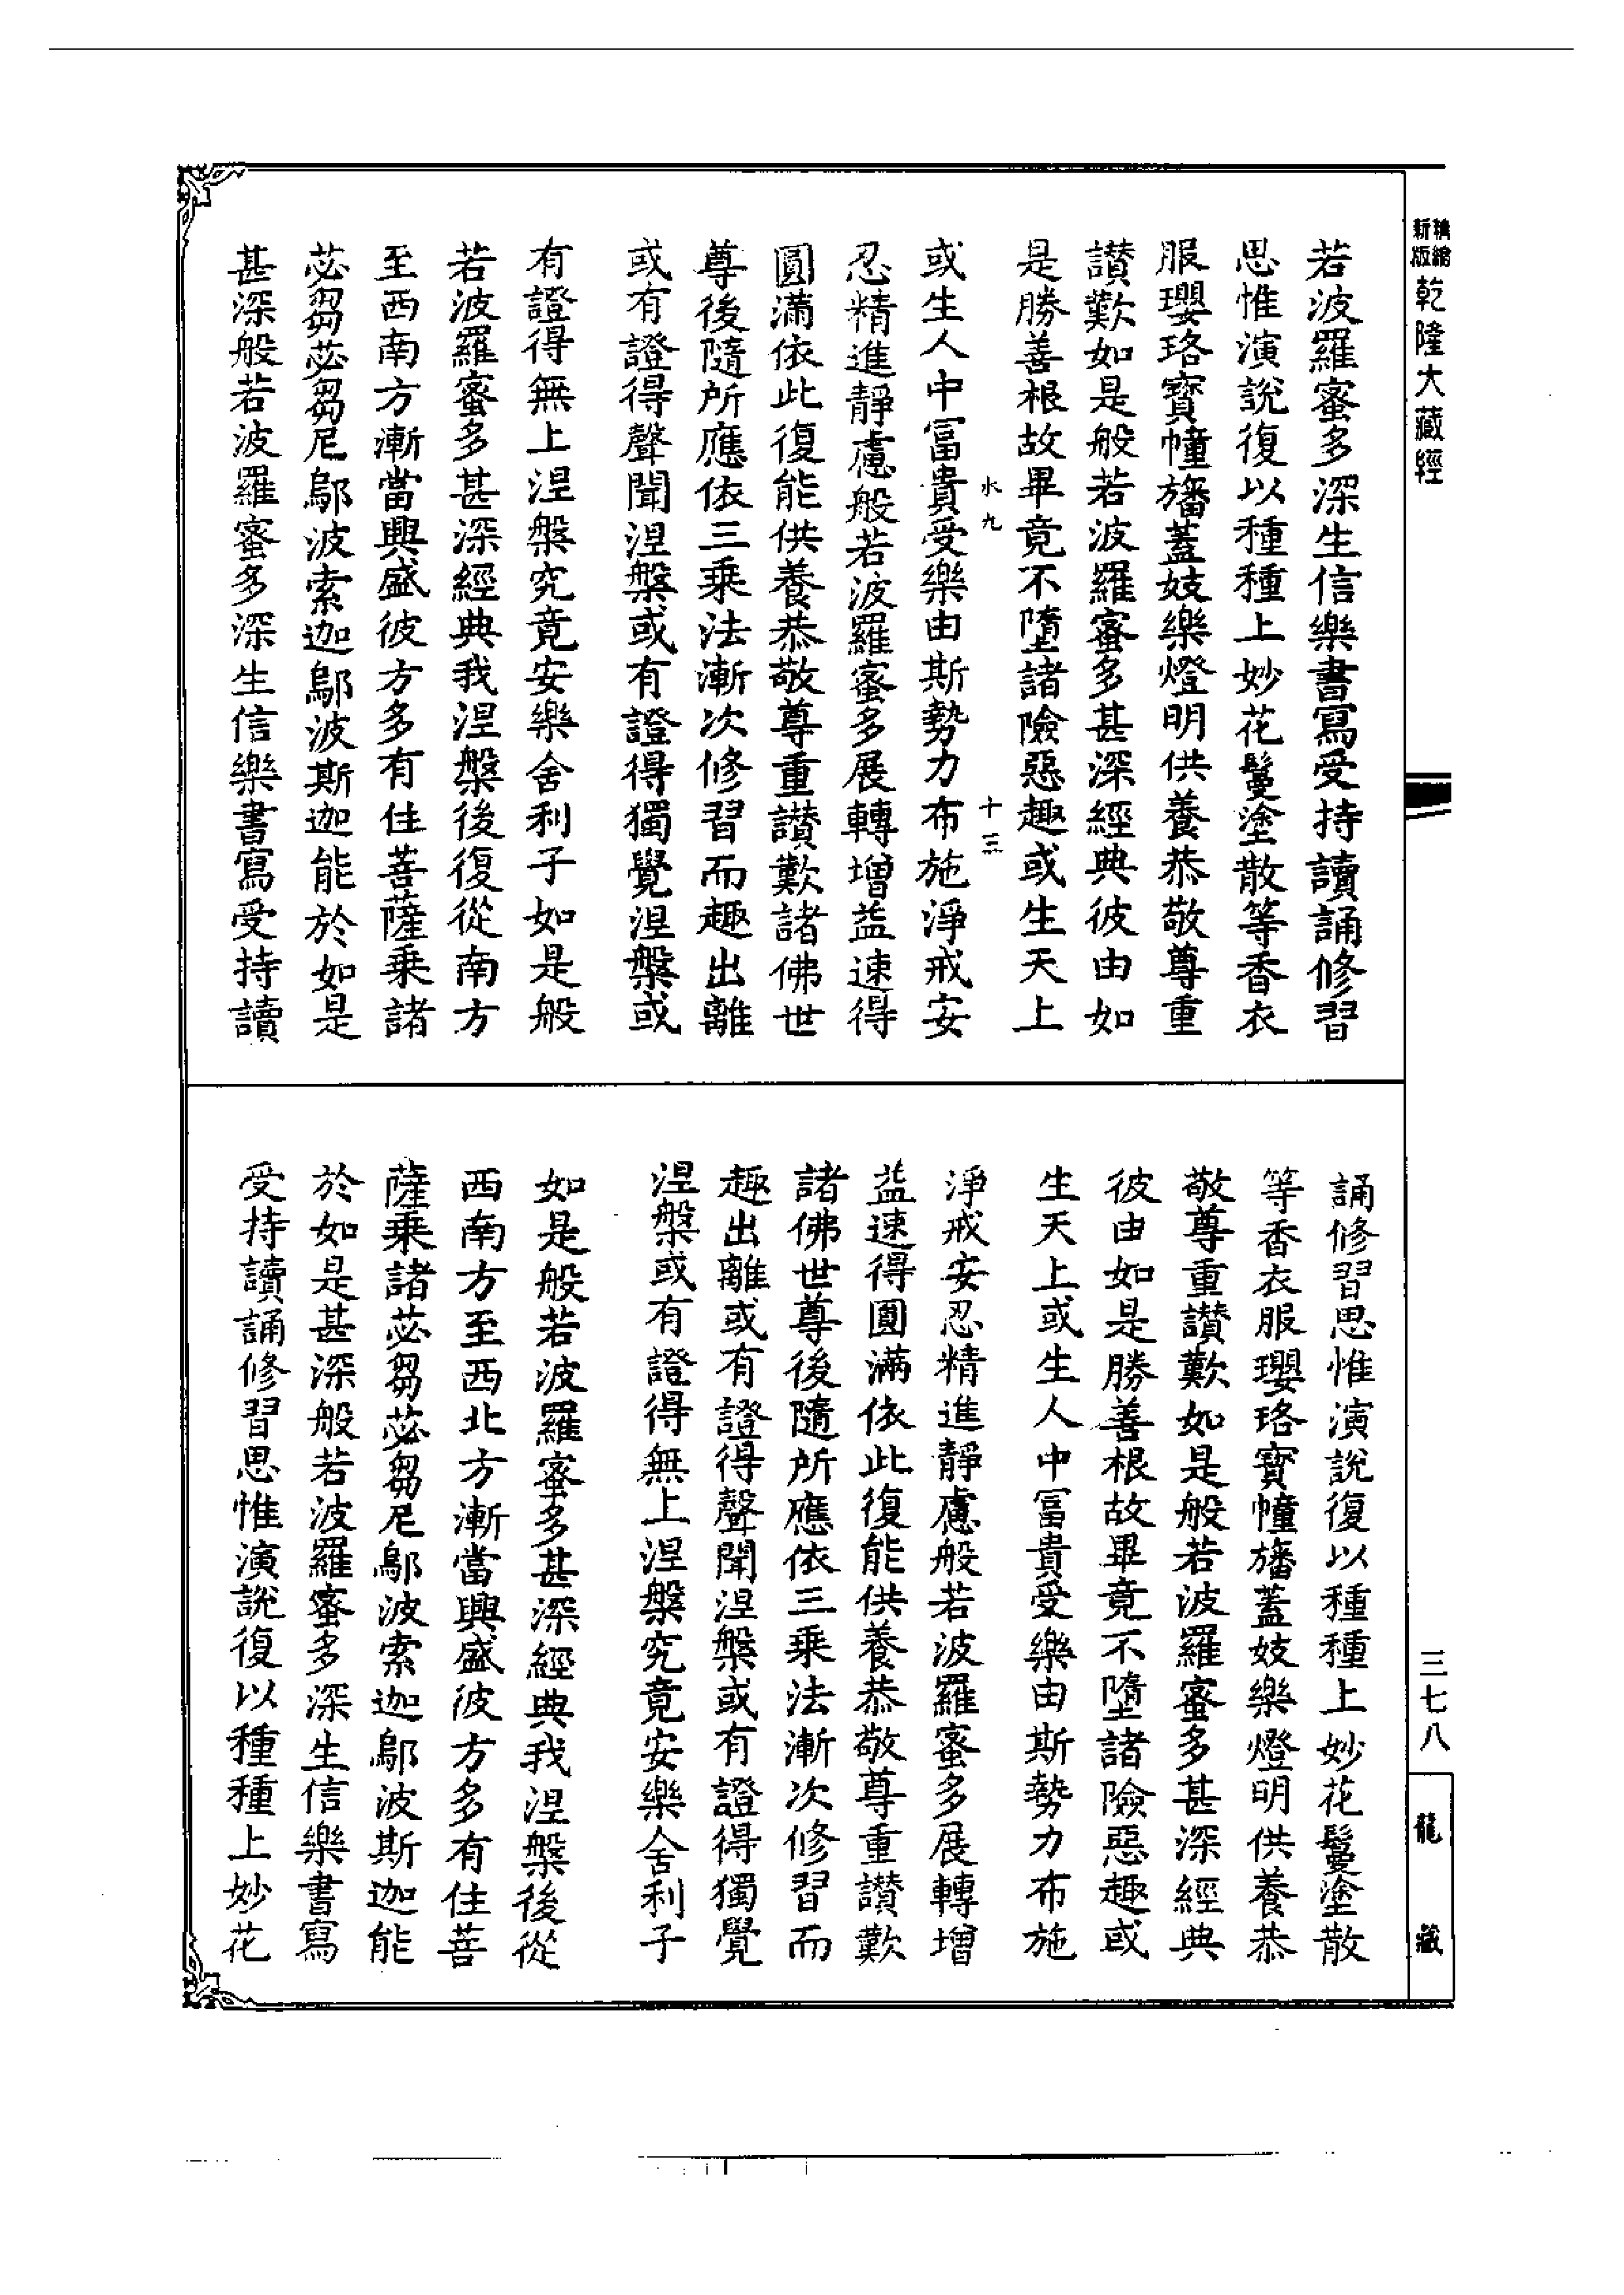 新版精縮
乾隆大藏經
若波羅蜜多深生信樂書寫受持讀誦修習
思惟演說復以種種上妙花鬘塗散等香衣
服瓔珞寶幢旛蓋妓樂燈明供養恭敬尊重
讚歎如是般若波羅蜜多甚深經典彼由如
是勝善根故畢竟不墮諸險惡趣或生天上
水九
十三
或生人中富貴受樂由斯勢力布施淨戒安
忍精進靜慮般若波羅蜜多展轉增益速得
圓滿依此復能供養恭敬尊重讚歎諸佛世
尊後隨所應依三乘法漸次修習而趣出離
或有證得聲聞涅槃或有證得獨覺涅槃或
有證得無上涅槃究竟安樂舍利子如是般
若波羅蜜多甚深經典我涅槃後復從南方
至西南方漸當興盛彼方多有住菩薩乘諸
苾芻苾芻尼鄔波索迦鄔波斯迦能於如是
甚深般若波羅蜜多深生信樂書寫受持讀
誦修習思惟演說復以種種上妙花鬘塗散
等香衣服瓔珞寶幢旛蓋妓樂燈明供養恭
敬尊重讚歎如是般若波羅蜜多甚深經典
彼由如是勝善根故畢竟不墮諸險惡趣或
生天上或生人中富貴受樂由斯勢力布施
淨戒安忍精進靜慮般若波羅蜜多展轉增
益速得圓滿依此復能供養恭敬尊重讚歎
諸佛世尊後隨所應依三乘法漸次修習而
趣出離或有證得聲聞涅槃或有證得獨覺
涅槃或有證得無上涅槃究竟安樂舍利子
如是般若波羅蜜多甚深經典我涅槃後從
西南方至西北方漸當興盛彼方多有住菩
薩乘諸苾芻苾芻尼鄔波索迦鄔波斯迦能
於如是甚深般若波羅蜜多深生信樂書寫
受持讀誦修習思惟演說復以種種上妙花
三七八
龍藏